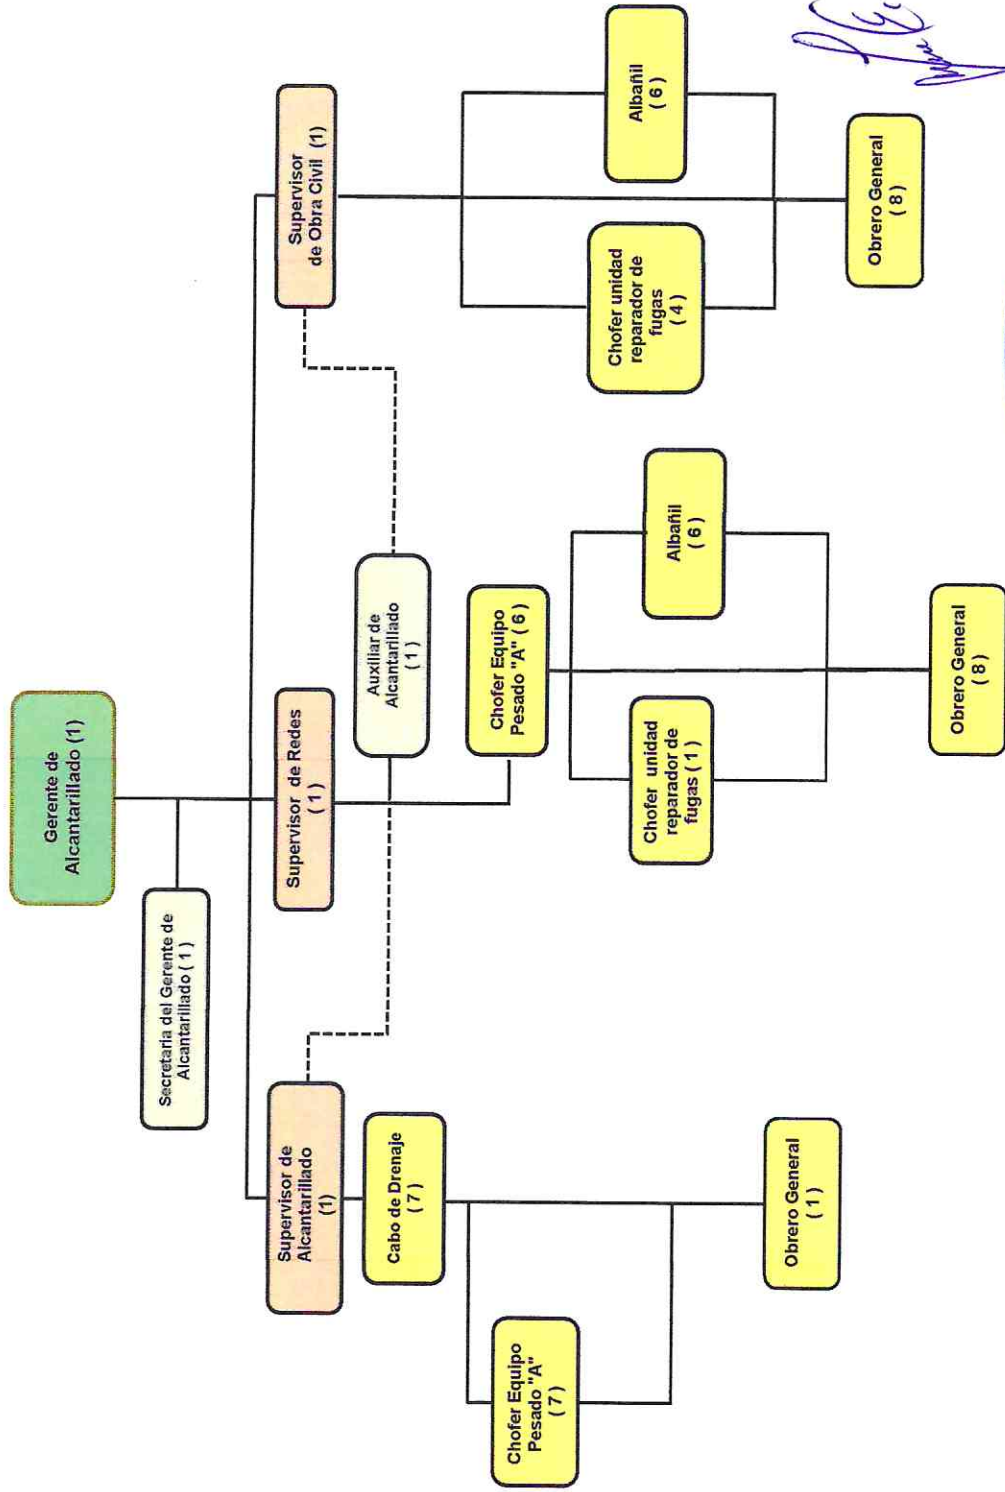 Gerente de
Alcantarillado (1)
Secretaria del Gerente de
Alcantarillado ( 1 )
Supervisor de
Alcantarillado
(1)
Supervisor de Redes
( 1 )
Supervisor
de Obra Civil (1)
Auxiliar de
Alcantarillado
( 1 )
Cabo de Drenaje
( 7 )
Chofer Equipo
Pesado "A"
( 7 )
Obrero General
( 1 )
Chofer Equipo
Pesado "A" ( 6 )
Chofer unidad
reparador de
fugas ( 1 )
Albañil
( 6 )
Obrero General
( 8 )
Chofer unidad
reparador de
fugas
( 4 )
Albañil
( 6 )
Obrero General
( 8 )